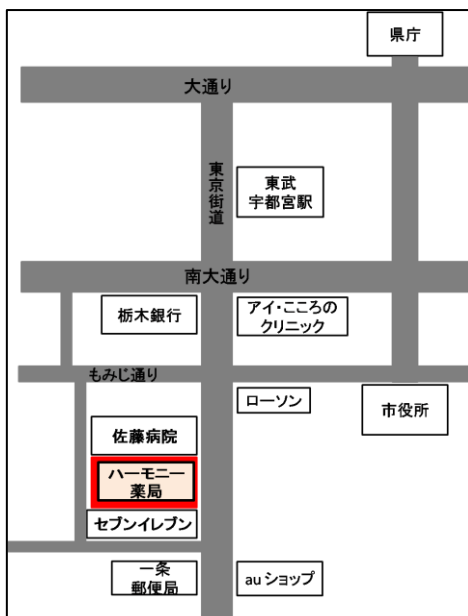 県庁
大通り
東京街道
東武
宇都宮駅
南大通り
栃木銀行
アイ・こころの
クリニック
もみじ通り
ローソン
市役所
佐藤病院
ハーモニー
薬局
セブンイレブン
一条
郵便局
auショップ